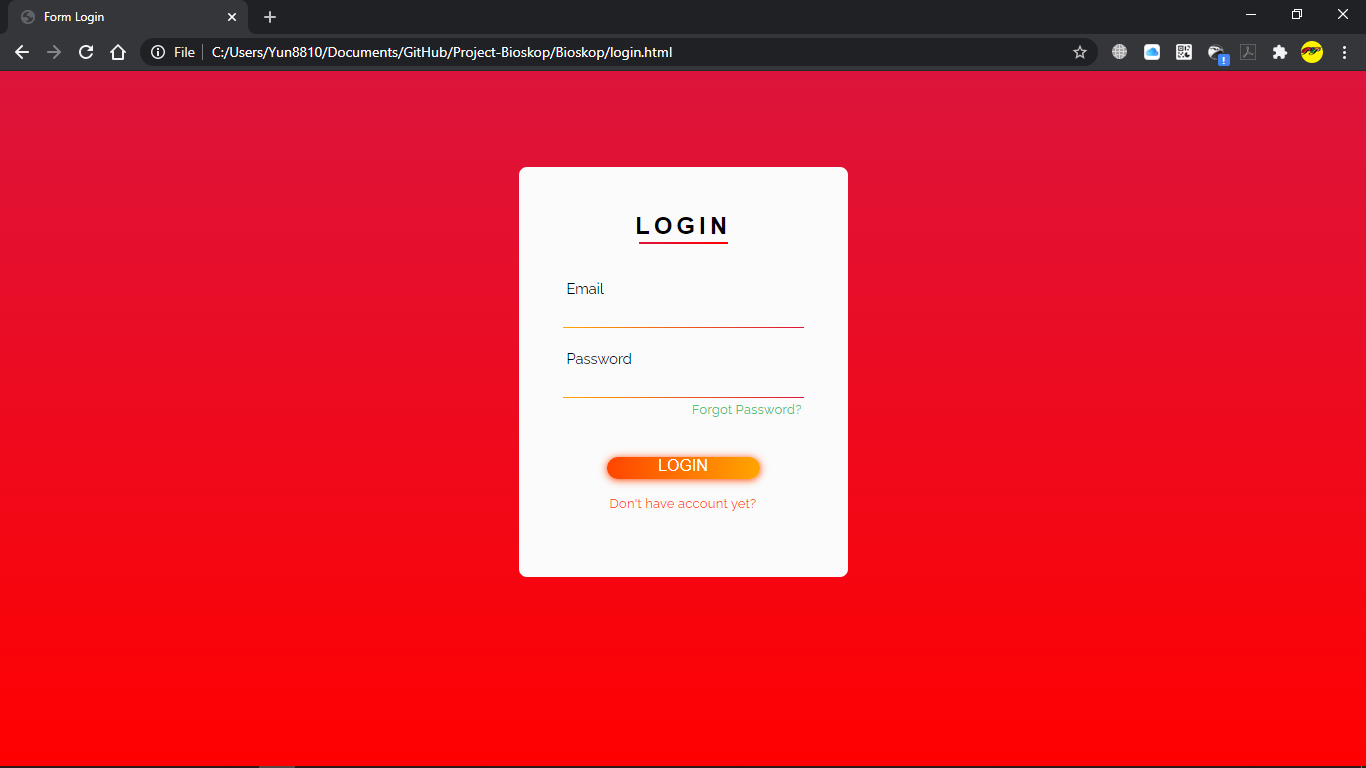 Form Login
File C:/Users/Yun8810/Documents/GitHub/Project-Bioskop/Bioskop/login.html
LOGIN
Email
Password
Forgot Password?
LOGIN
Don't have account yet?